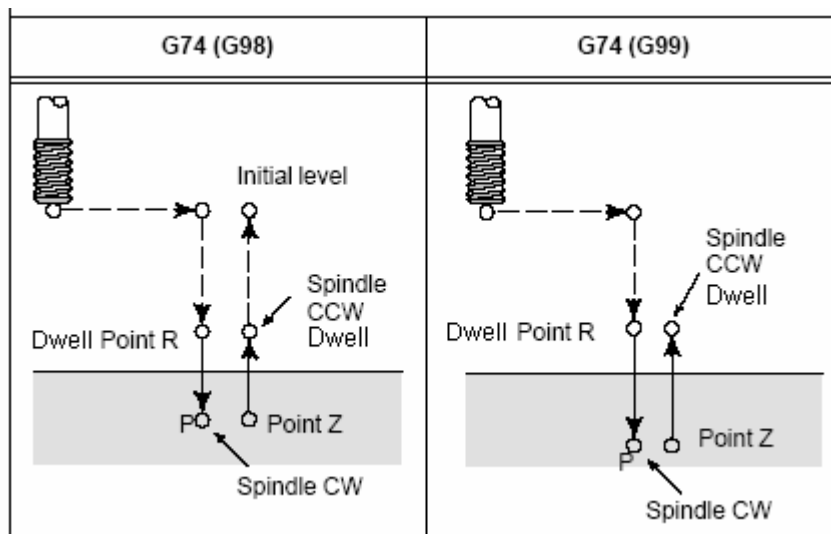 G74 (G98)
G74 (G99)
Initial level
Spindle
CCW
Dwell
Dwell Point R
P
Point Z
Spindle CW
Spindle
CCW
Dwell
Dwell Point R
P
Point Z
Spindle CW